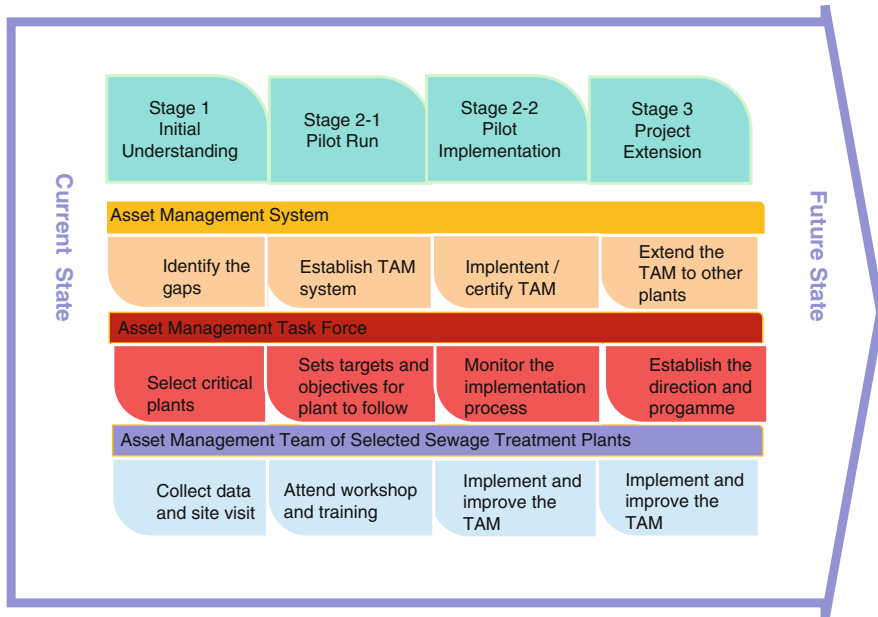 Stage 1
Initial
Understanding
Stage 2-1
Pilot Run
Stage 2-2
Pilot
Implementation
Stage 3
Project
Extension
Current State
Future State
Asset Management System
Identify the
gaps
Establish TAM
system
Implentent /
certify TAM
Extend the
TAM to other
plants
Asset Management Task Force
Select critical
plants
Sets targets and
objectives for
plant to follow
Monitor the
implementation
process
Establish the
direction and
progamme
Asset Management Team of Selected Sewage Treatment Plants
Collect data
and site visit
Attend workshop
and training
Implement and
improve the
TAM
Implement and
improve the
TAM